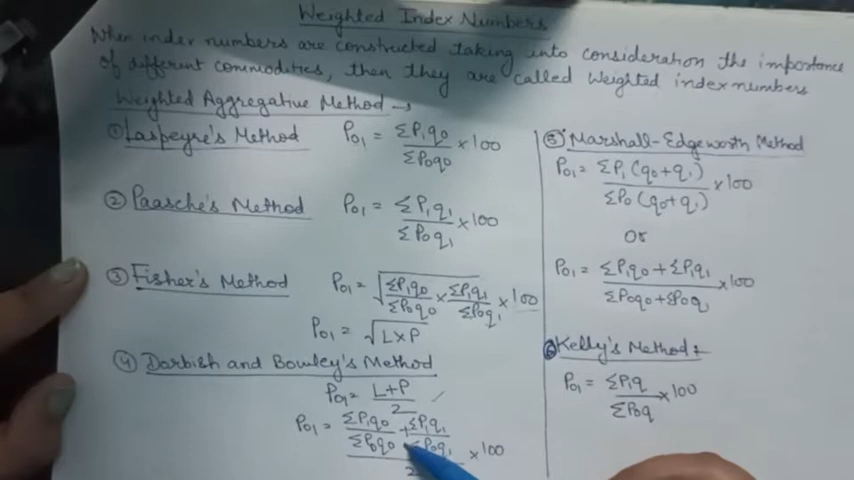 Weighted Index Numbers
When index numbers are constructed taking into consideration the importance
of different commodities, then they are called Weighted index numbers
Weighted Aggregative Method →
① Laspeyre's Method P₀₁ = ΣP₁q₀ / ΣP₀q₀ × 100
② Paasche's Method P₀₁ = ΣP₁q₁ / ΣP₀q₁ × 100
③ Fisher's Method P₀₁ = √(ΣP₁q₀ / ΣP₀q₀ × ΣP₁q₁ / ΣP₀q₁) × 100
P₀₁ = √(L×P)
④ Dorbish and Bowley's Method
P₀₁ = L+P / 2
P₀₁ = (ΣP₁q₀ / ΣP₀q₀ + ΣP₁q₁ / ΣP₀q₁) / 2 × 100
⑤ Marshall-Edgeworth Method
P₀₁ = ΣP₁(q₀+q₁) / ΣP₀(q₀+q₁) × 100
Or
P₀₁ = ΣP₁q₀ + ΣP₁q₁ / ΣP₀q₀ + ΣP₀q₁ × 100
⑥ Kelly's Method :
P₀₁ = ΣP₁q / ΣP₀q × 100